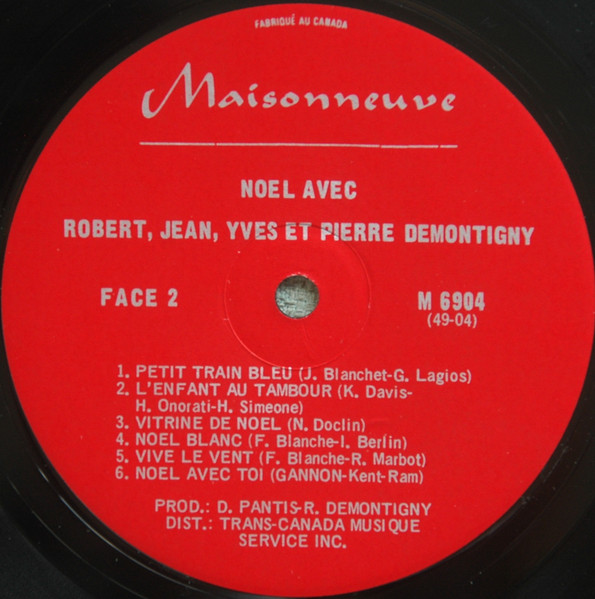 FABRIQUÉ AU CANADA
Maisonneuve
NOEL AVEC
ROBERT, JEAN, YVES ET PIERRE DEMONTIGNY
FACE 2
M 6904
(49-04)
1. PETIT TRAIN BLEU (J. Blanchet-G. Lagios)
2. L'ENFANT AU TAMBOUR (K. Davis-
H. Onorati-H. Simeone)
3. VITRINE DE NOEL (N. Doclin)
4. NOEL BLANC (F. Blanche-I. Berlin)
5. VIVE LE VENT (F. Blanche-R. Marbot)
6. NOEL AVEC TOI (GANNON-Kent-Ram)
PROD.: D. PANTIS-R. DEMONTIGNY
DIST.: TRANS-CANADA MUSIQUE
SERVICE INC.